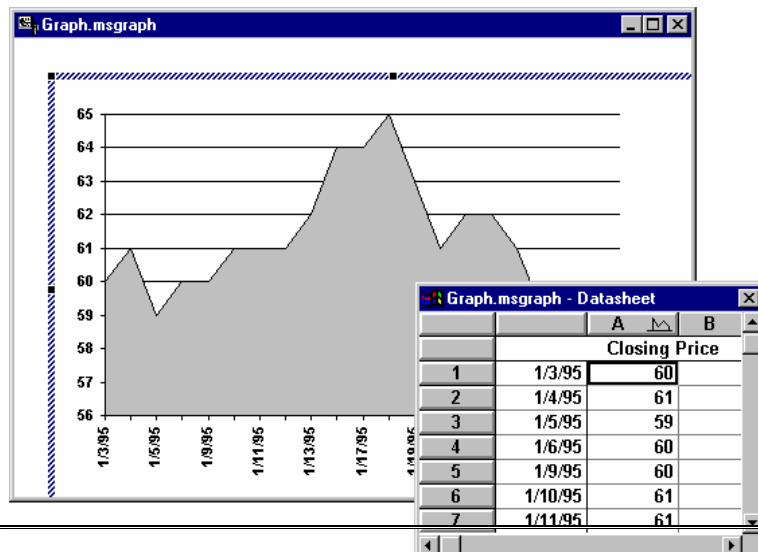 Graph.msgraph
65
64
63
62
61
60
59
58
57
56
1/3/95
1/5/95
1/9/95
1/11/95
1/13/95
1/17/95
1/19/95
Graph.msgraph - Datasheet
A B
Closing Price
1 1/3/95 60
2 1/4/95 61
3 1/5/95 59
4 1/6/95 60
5 1/9/95 60
6 1/10/95 61
7 1/11/95 61